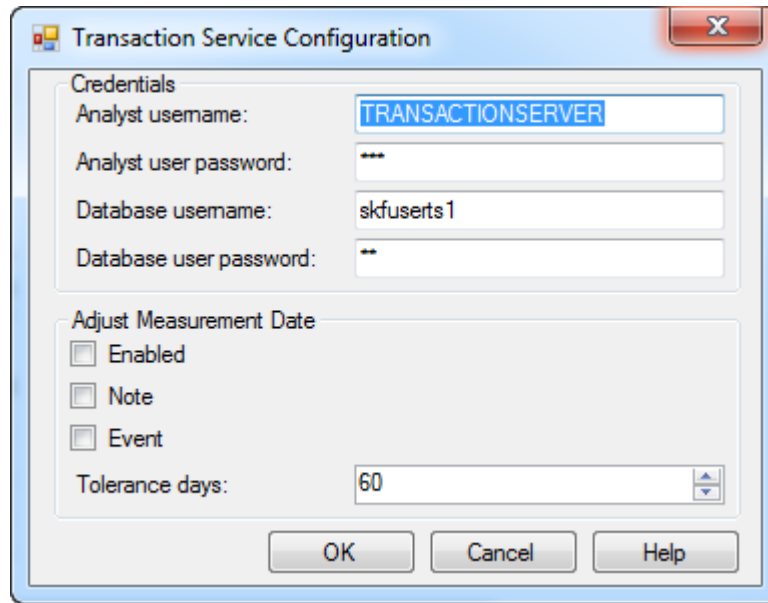 Transaction Service Configuration
Credentials
Analyst username: TRANSACTIONSERVER
Analyst user password: ***
Database username: skfuserts1
Database user password: **
Adjust Measurement Date
Enabled
Note
Event
Tolerance days: 60
OK Cancel Help